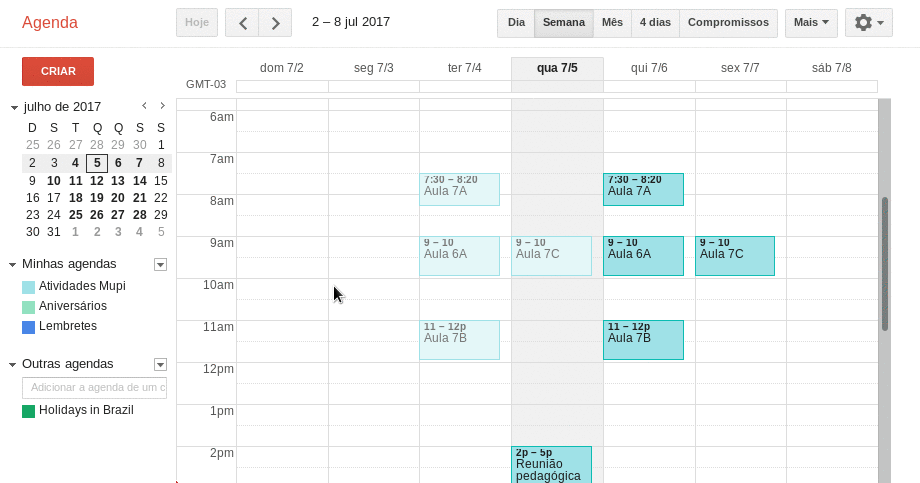 Agenda
Hoje
2 – 8 jul 2017
Dia Semana Mês 4 dias Compromissos
Mais
CRIAR
julho de 2017
D S T Q Q S S
25 26 27 28 29 30 1
2 3 4 5 6 7 8
9 10 11 12 13 14 15
16 17 18 19 20 21 22
23 24 25 26 27 28 29
30 31 1 2 3 4 5
Minhas agendas
Atividades Mupi
Aniversários
Lembretes
Outras agendas
Adicionar a agenda de um c
Holidays in Brazil
dom 7/2 seg 7/3 ter 7/4 qua 7/5 qui 7/6 sex 7/7 sáb 7/8
GMT-03
6am
7am
7:30 – 8:20
Aula 7A
7:30 – 8:20
Aula 7A
8am
9am
9 – 10
Aula 6A
9 – 10
Aula 7C
9 – 10
Aula 6A
9 – 10
Aula 7C
10am
11am
11 – 12p
Aula 7B
11 – 12p
Aula 7B
12pm
1pm
2pm
2p – 5p
Reunião
pedagógica